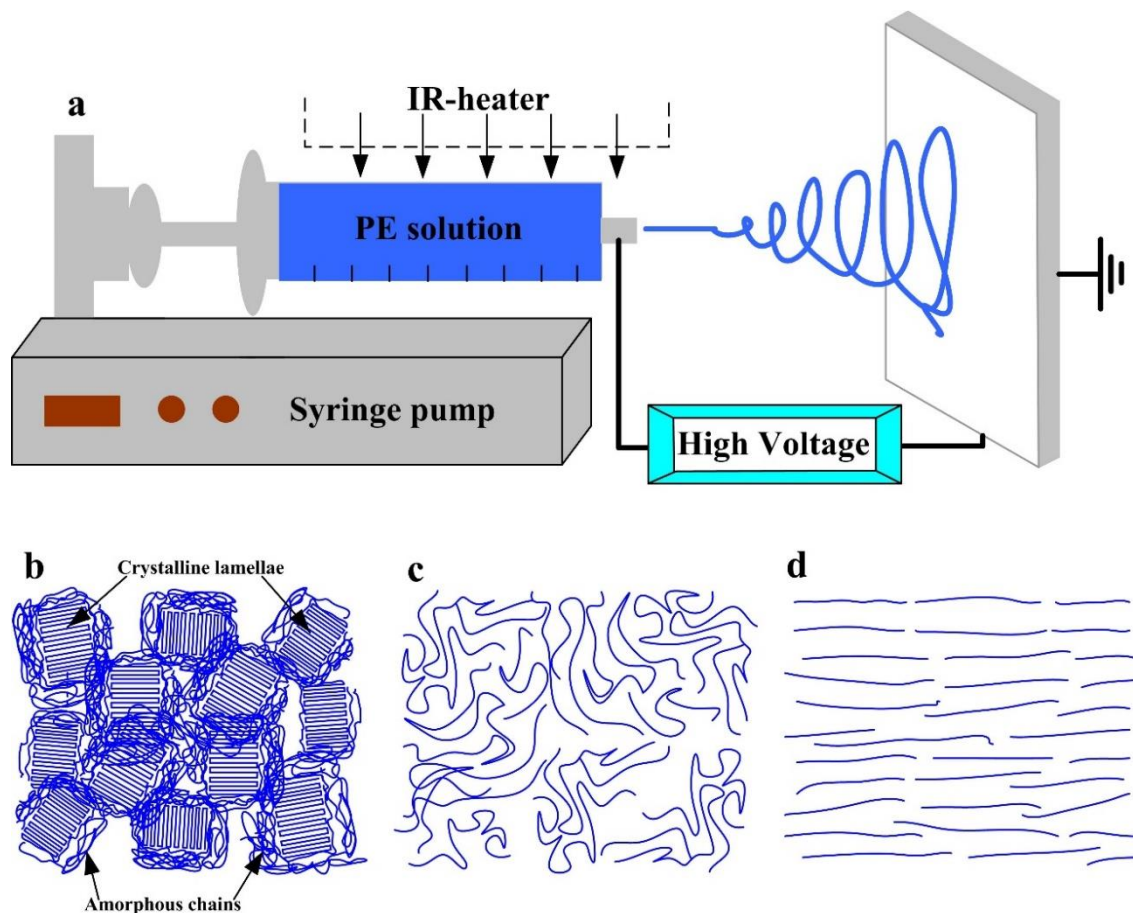 a
IR-heater
PE solution
Syringe pump
High Voltage
b
Crystalline lamellae
Amorphous chains
c
d